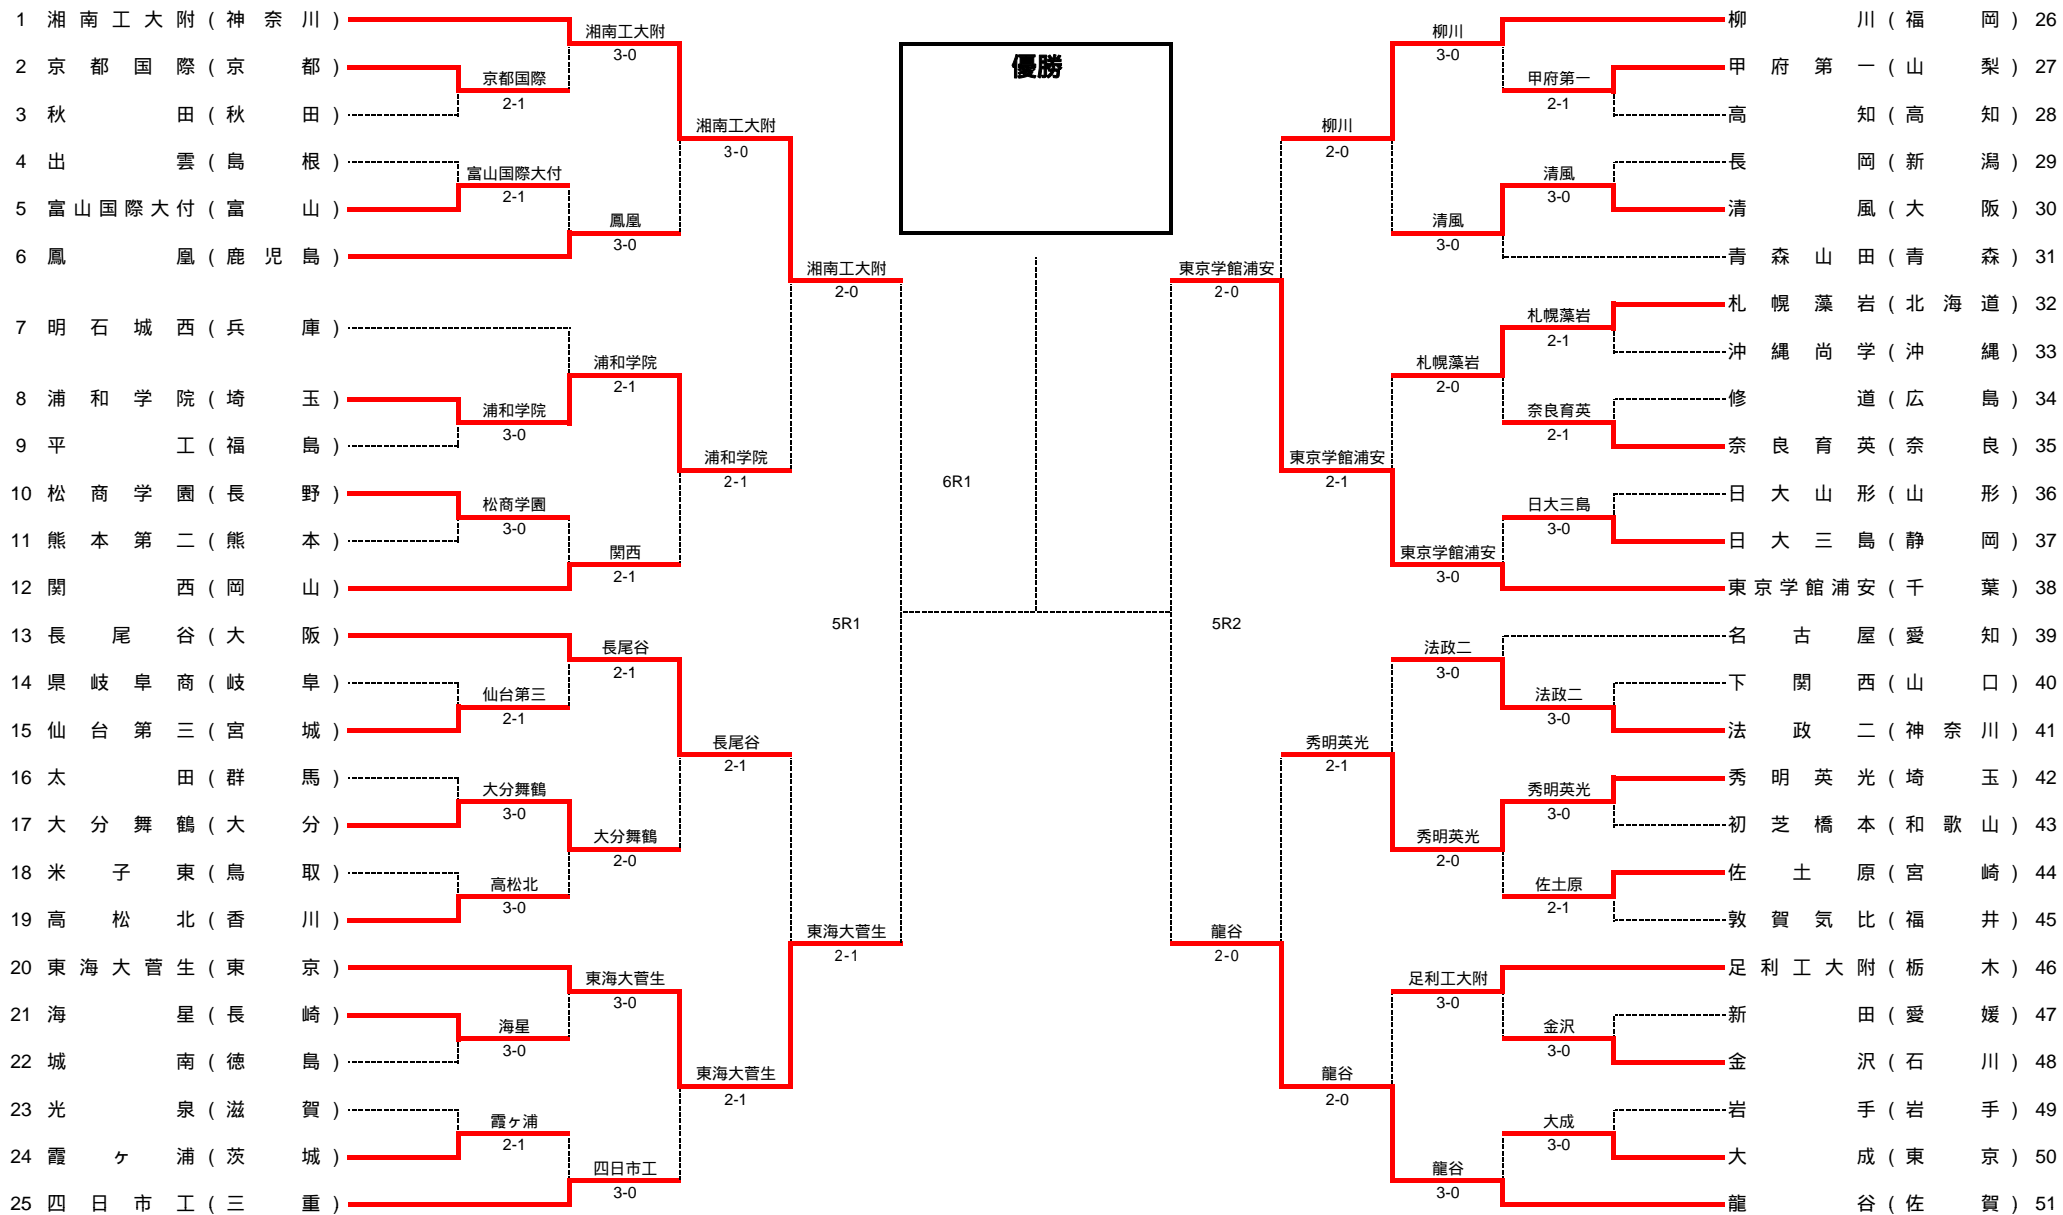 1 湘南工大附 (神奈川)
2 京都国際 (京都)
3 秋田 (秋田)
4 出雲 (島根)
5 富山国際大付 (富山)
6 鳳凰 (鹿児島)
7 明石城西 (兵庫)
8 浦和学院 (埼玉)
9 平工 (福島)
10 松商学園 (長野)
11 熊本第二 (熊本)
12 関西 (岡山)
13 長尾谷 (大阪)
14 県岐阜商 (岐阜)
15 仙台第三 (宮城)
16 太田 (群馬)
17 大分舞鶴 (大分)
18 米子東 (鳥取)
19 高松北 (香川)
20 東海大菅生 (東京)
21 海星 (長崎)
22 城南 (徳島)
23 光泉 (滋賀)
24 霞ヶ浦 (茨城)
25 四日市工 (三重)
京都国際
2-1
富山国際大付
2-1
浦和学院
3-0
松商学園
3-0
仙台第三
2-1
大分舞鶴
3-0
高松北
3-0
海星
3-0
霞ヶ浦
2-1
湘南工大附
3-0
鳳凰
3-0
浦和学院
2-1
関西
2-1
長尾谷
2-1
大分舞鶴
2-0
東海大菅生
3-0
四日市工
3-0
湘南工大附
3-0
浦和学院
2-1
長尾谷
2-1
東海大菅生
2-1
湘南工大附
2-0
東海大菅生
2-1
5R1
優勝
6R1
5R2
東京学館浦安
2-0
龍谷
2-0
柳川
2-0
東京学館浦安
2-1
秀明英光
2-1
龍谷
2-0
柳川
3-0
清風
3-0
札幌藻岩
2-0
東京学館浦安
3-0
法政二
3-0
秀明英光
2-0
足利工大附
3-0
龍谷
3-0
甲府第一
2-1
清風
3-0
札幌藻岩
2-1
奈良育英
2-1
日大三島
3-0
法政二
3-0
秀明英光
3-0
佐土原
2-1
金沢
3-0
大成
3-0
柳川 (福岡) 26
甲府第一 (山梨) 27
高知 (高知) 28
長岡 (新潟) 29
清風 (大阪) 30
青森山田 (青森) 31
札幌藻岩 (北海道) 32
沖縄尚学 (沖縄) 33
修道 (広島) 34
奈良育英 (奈良) 35
日大山形 (山形) 36
日大三島 (静岡) 37
東京学館浦安 (千葉) 38
名古屋 (愛知) 39
下関西 (山口) 40
法政二 (神奈川) 41
秀明英光 (埼玉) 42
初芝橋本 (和歌山) 43
佐土原 (宮崎) 44
敦賀気比 (福井) 45
足利工大附 (栃木) 46
新田 (愛媛) 47
金沢 (石川) 48
岩手 (岩手) 49
大成 (東京) 50
龍谷 (佐賀) 51